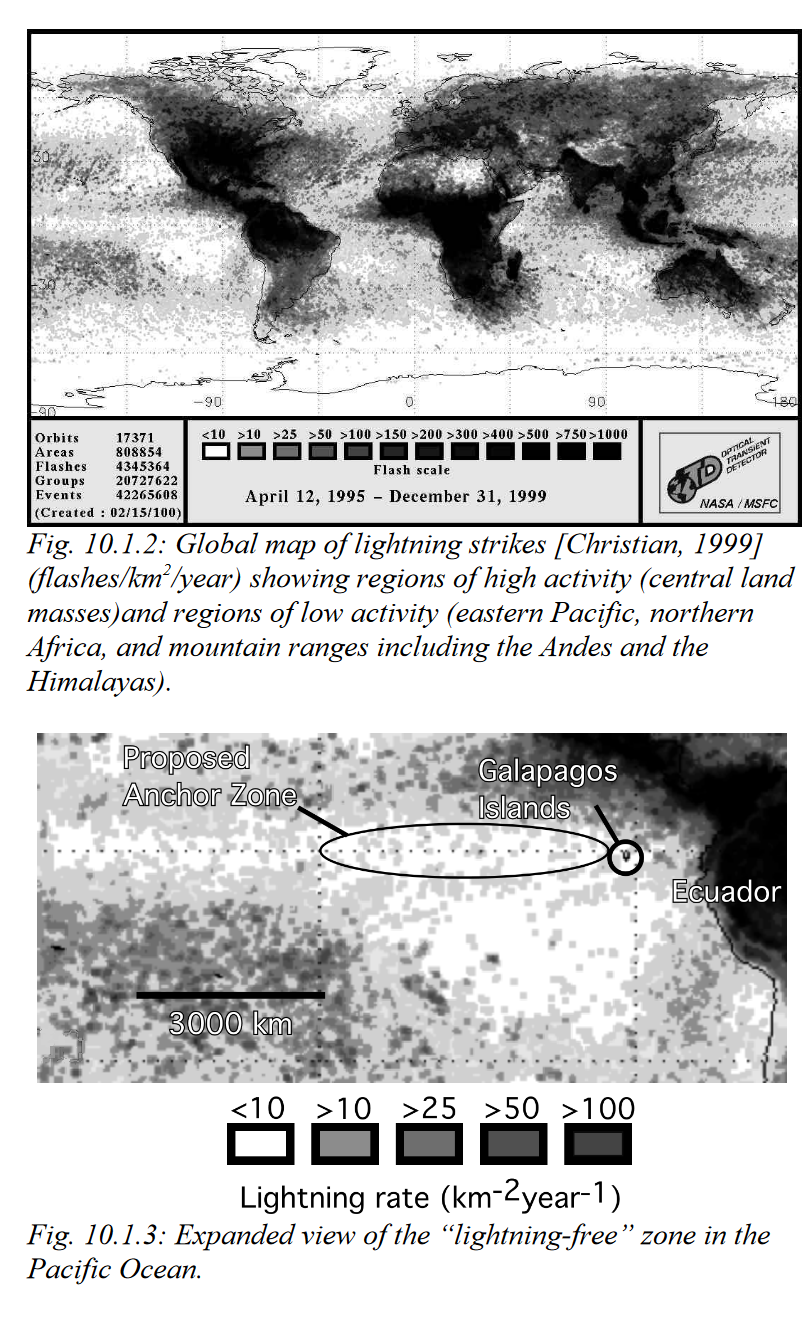 30
-30
-90
-90
0
90
180
Orbits 17371
Areas 808854
Flashes 4345364
Groups 20727622
Events 42265608
(Created : 02/15/100)
<10 >10 >25 >50 >100 >150 >200 >300 >400 >500 >750 >1000
Flash scale
April 12, 1995 – December 31, 1999
OTD
OPTICAL
TRANSIENT
DETECTOR
NASA / MSFC
Fig. 10.1.2: Global map of lightning strikes [Christian, 1999]
(flashes/km²/year) showing regions of high activity (central land
masses)and regions of low activity (eastern Pacific, northern
Africa, and mountain ranges including the Andes and the
Himalayas).
Proposed
Anchor Zone
Galapagos
Islands
Ecuador
3000 km
<10 >10 >25 >50 >100
Lightning rate (km-2year-1)
Fig. 10.1.3: Expanded view of the “lightning-free” zone in the
Pacific Ocean.